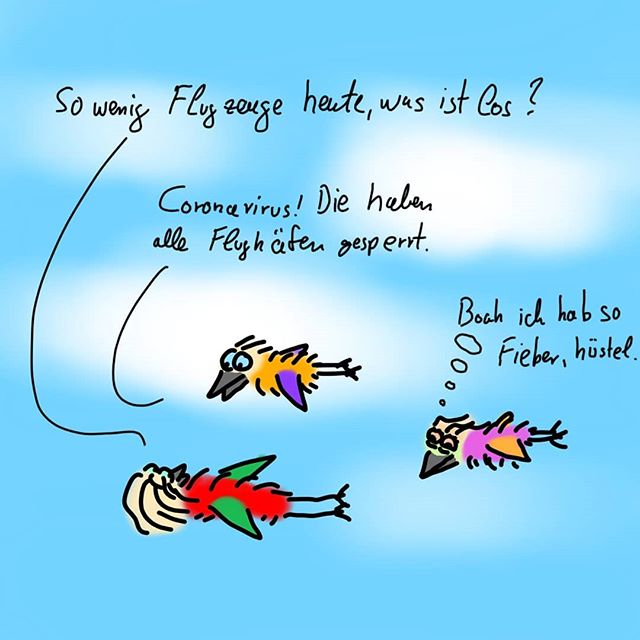 So wenig Flugzeuge heute, was ist los?
Coronavirus! Die haben
alle Flughäfen gesperrt.
Boah ich hab so
Fieber, hüstel.